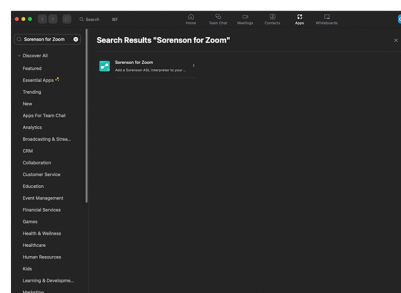 Search ⌘F
Home
Team Chat
Meetings
Contacts
Apps
Whiteboards
Sorenson for Zoom
Search Results "Sorenson for Zoom"
Discover All
Sorenson for Zoom
Add a Sorenson ASL Interpreter to your ...
Featured
Essential Apps
Trending
New
Apps For Team Chat
Analytics
Broadcasting & Strea...
CRM
Collaboration
Customer Service
Education
Event Management
Financial Services
Games
Health & Wellness
Healthcare
Human Resources
Kids
Learning & Developme...
Marketing